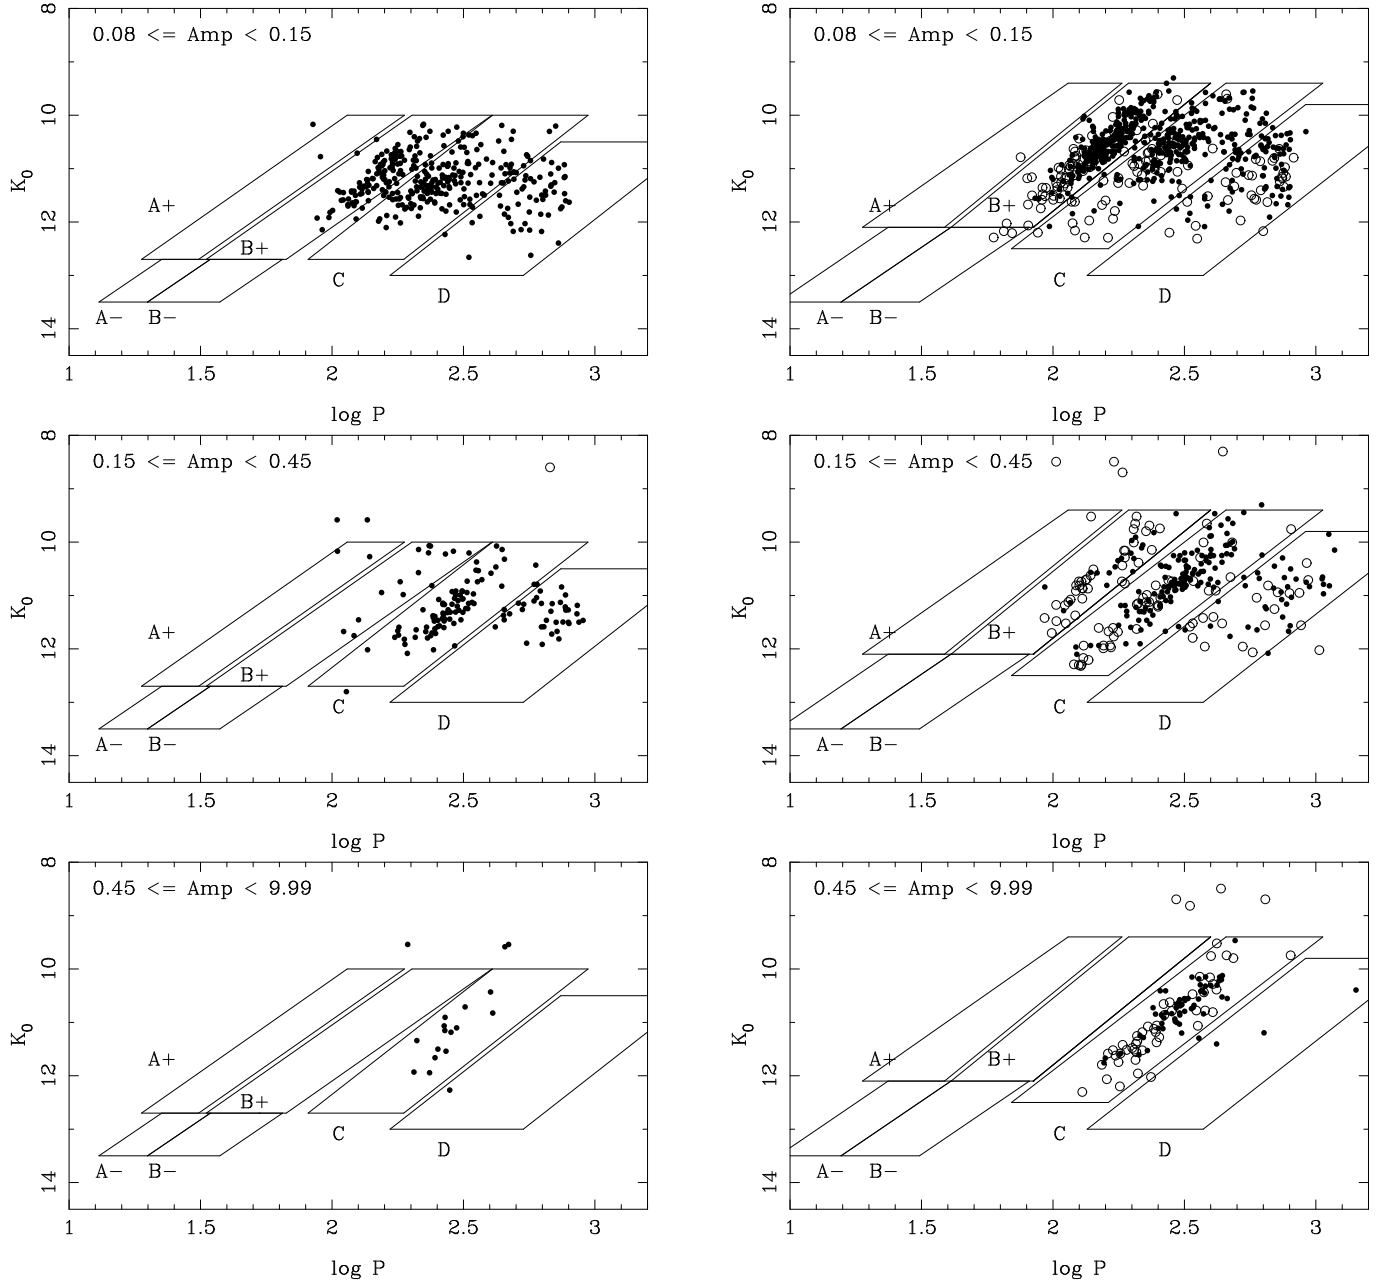 0.08 <= Amp < 0.15
8
10
12
14
K0
A+
B+
C
D
A− B−
1 1.5 2 2.5 3
log P
0.08 <= Amp < 0.15
8
10
12
14
K0
A+
B+
C
D
A− B−
1 1.5 2 2.5 3
log P
0.15 <= Amp < 0.45
8
10
12
14
K0
A+
B+
C
D
A− B−
1 1.5 2 2.5 3
log P
0.15 <= Amp < 0.45
8
10
12
14
K0
A+
B+
C
D
A− B−
1 1.5 2 2.5 3
log P
0.45 <= Amp < 9.99
8
10
12
14
K0
A+
B+
C
D
A− B−
1 1.5 2 2.5 3
log P
0.45 <= Amp < 9.99
8
10
12
14
K0
A+
B+
C
D
A− B−
1 1.5 2 2.5 3
log P